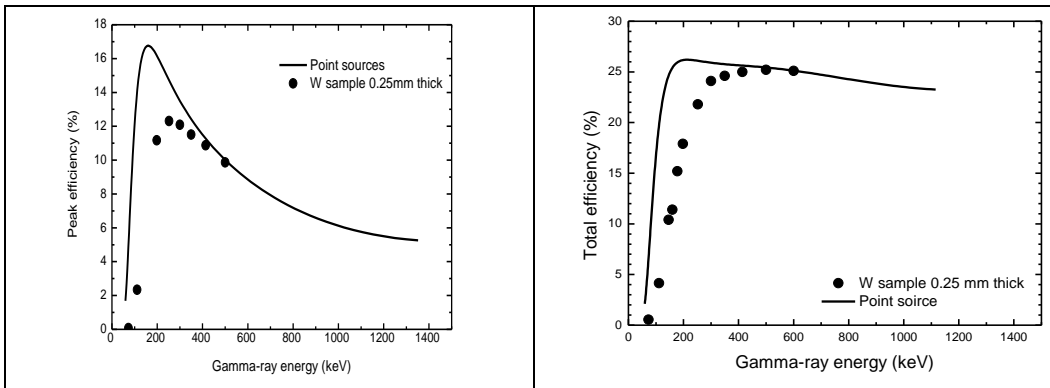 18
16
14
12
10
8
6
4
2
0
Peak efficiency (%)
Point sources
W sample 0.25mm thick
0 200 400 600 800 1000 1200 1400
Gamma-ray energy (keV)
30
25
20
15
10
5
0
Total efficiency (%)
W sample 0.25 mm thick
Point soirce
0 200 400 600 800 1000 1200 1400
Gamma-ray energy (keV)